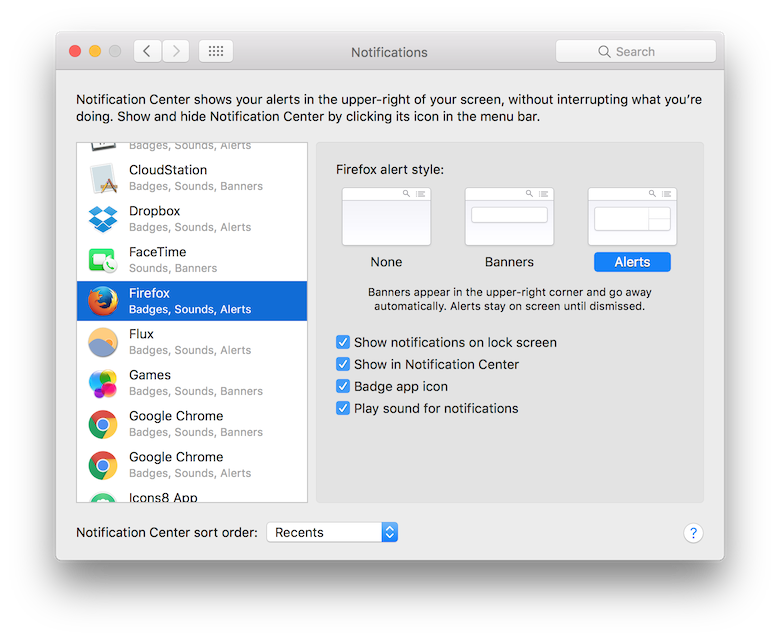 Notifications
Search
Notification Center shows your alerts in the upper-right of your screen, without interrupting what you're
doing. Show and hide Notification Center by clicking its icon in the menu bar.
Badges, Sounds, Alerts
CloudStation
Badges, Sounds, Banners
Dropbox
Badges, Sounds, Alerts
FaceTime
Sounds, Banners
Firefox
Badges, Sounds, Alerts
Flux
Badges, Sounds, Alerts
Games
Badges, Sounds, Banners
Google Chrome
Badges, Sounds, Banners
Google Chrome
Badges, Sounds, Alerts
Icons8 App
Firefox alert style:
None
Banners
Alerts
Banners appear in the upper-right corner and go away
automatically. Alerts stay on screen until dismissed.
Show notifications on lock screen
Show in Notification Center
Badge app icon
Play sound for notifications
Notification Center sort order:
Recents
?